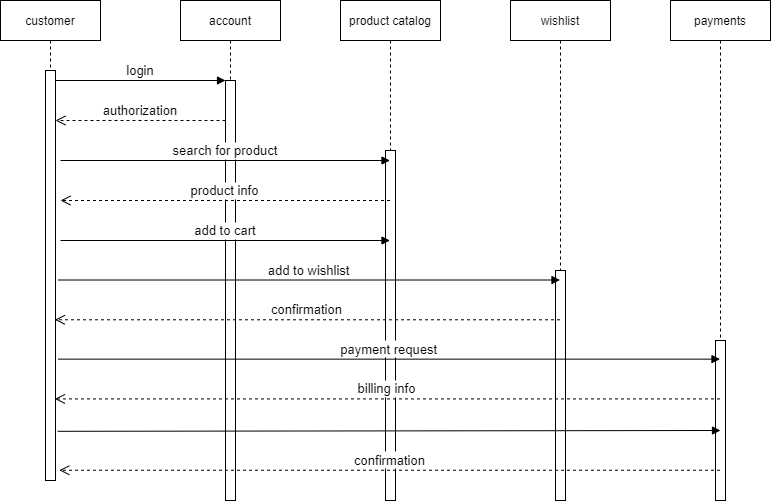 customer
account
product catalog
wishlist
payments
login
authorization
search for product
product info
add to cart
add to wishlist
confirmation
payment request
billing info
confirmation